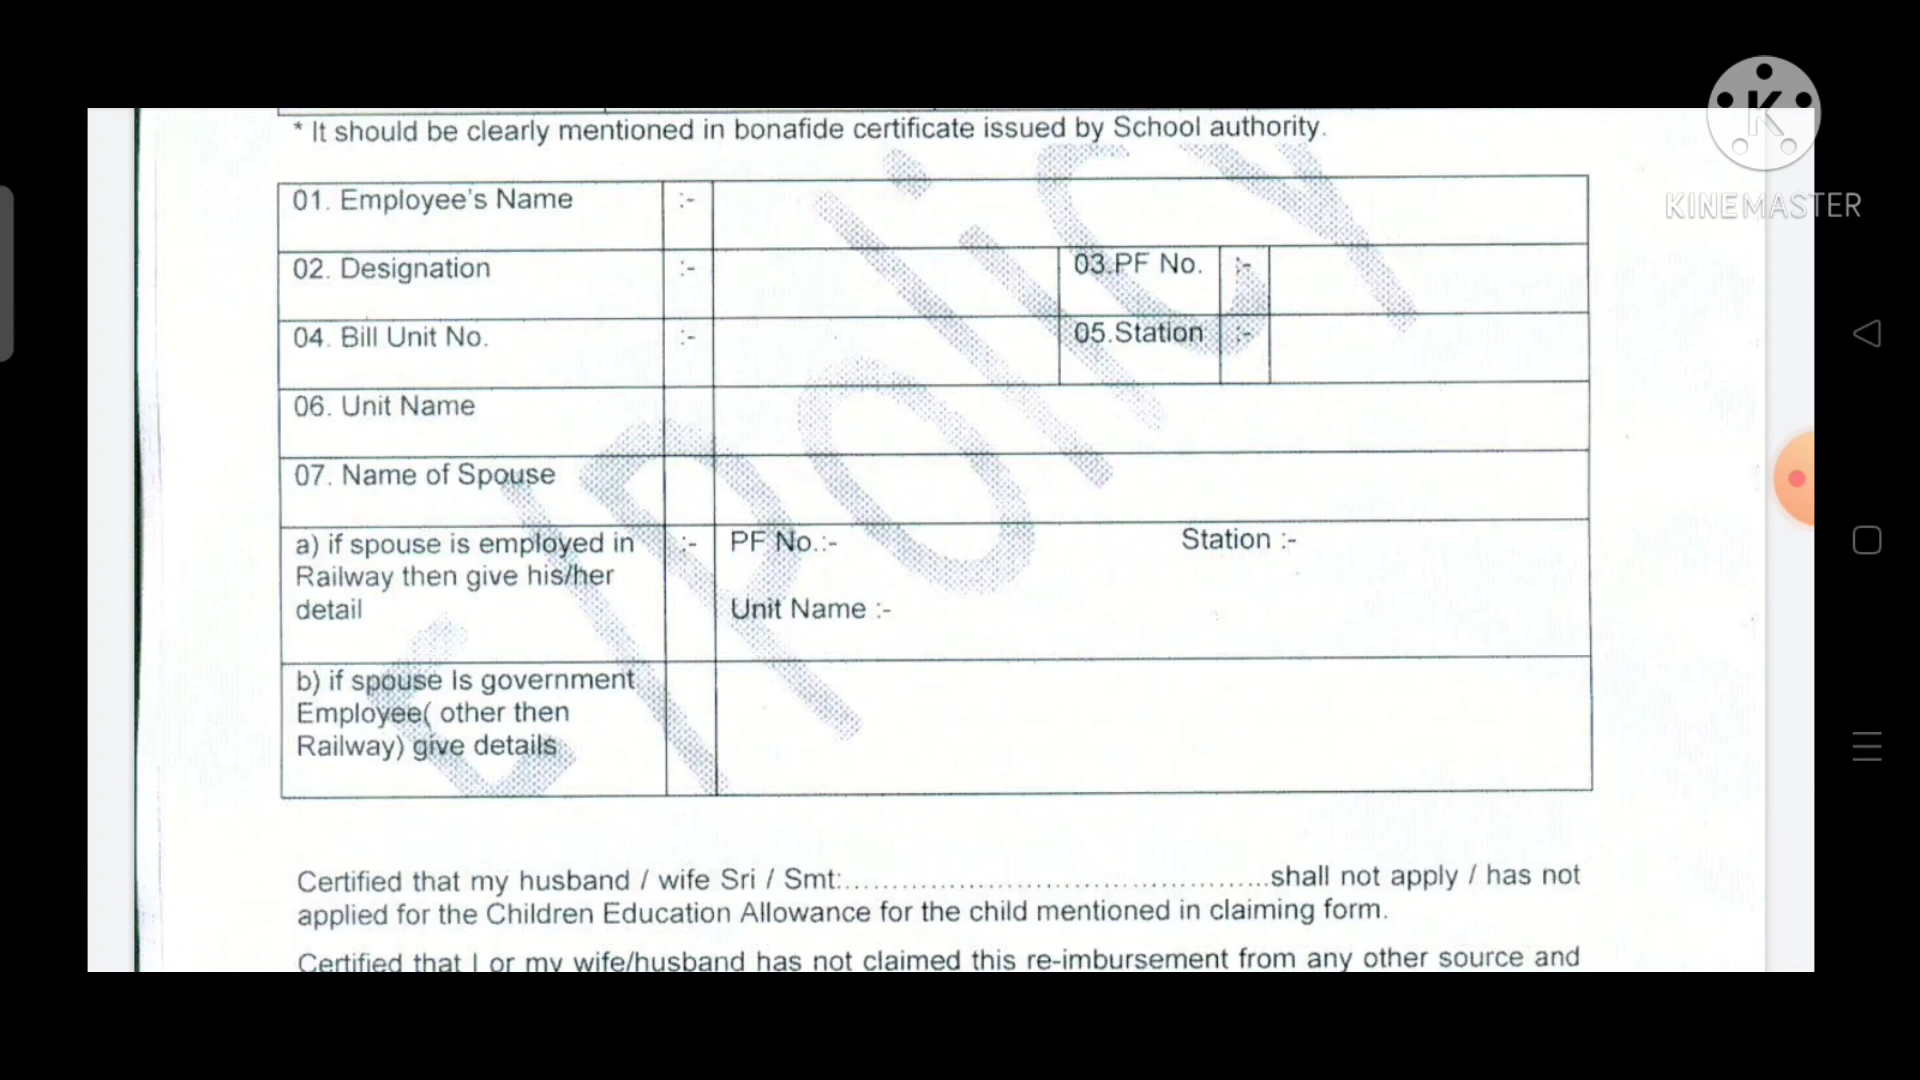 * It should be clearly mentioned in bonafide certificate issued by School authority.
KINEMASTER
01. Employee's Name :-
02. Designation :- 03.PF No. :-
04. Bill Unit No. :- 05.Station :-
06. Unit Name
07. Name of Spouse
a) if spouse is employed in :- PF No.:- Station :-
Railway then give his/her
detail Unit Name :-
b) if spouse Is government
Employee( other then
Railway) give details
Certified that my husband / wife Sri / Smt:..........................................shall not apply / has not
applied for the Children Education Allowance for the child mentioned in claiming form.
Certified that I or my wife/husband has not claimed this re-imbursement from any other source and